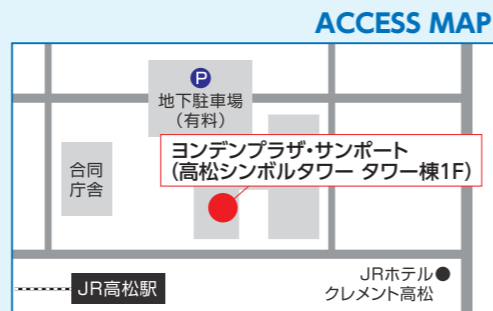 ACCESS MAP
P
地下駐車場
（有料）
ヨンデンプラザ・サンポート
（高松シンボルタワー タワー棟1F）
合同
庁舎
JR高松駅
JRホテル
クレメント高松